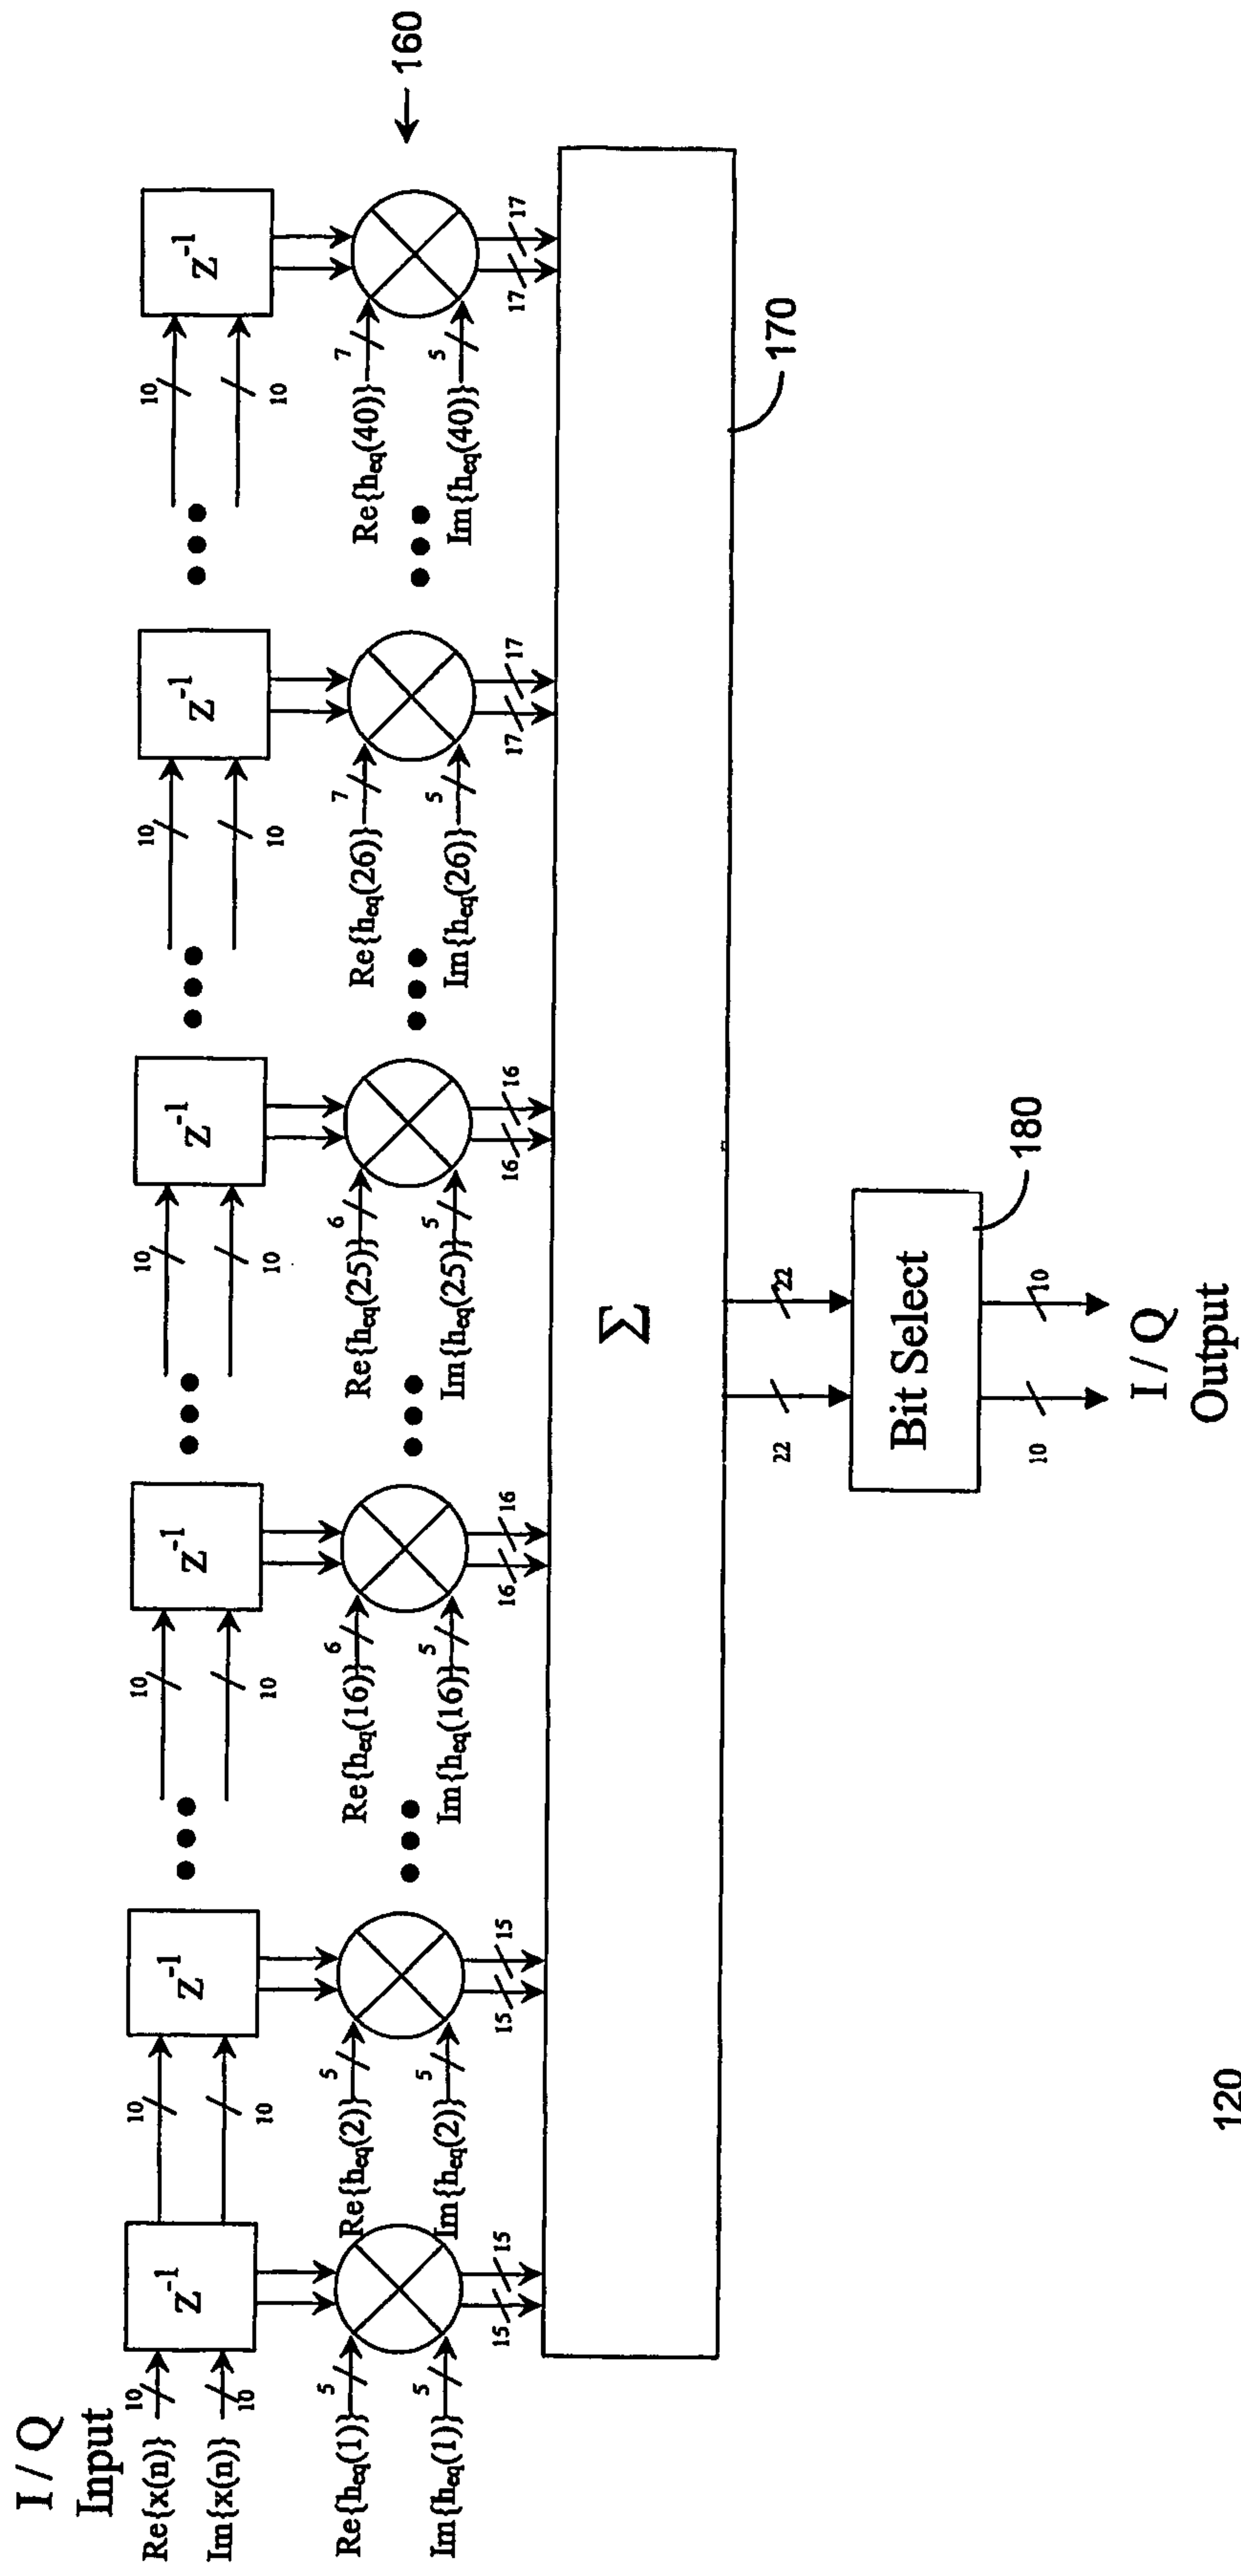 I / Q
Input
Re{x(n)}
10
Im{x(n)}
10
z-1
10
10
z-1
10
10
z-1
10
10
z-1
10
10
z-1
10
10
z-1
160
Re{heq(1)}
5
Im{heq(1)}
5
Re{heq(2)}
5
Im{heq(2)}
5
Re{heq(16)}
6
Im{heq(16)}
5
Re{heq(25)}
6
Im{heq(25)}
5
Re{heq(26)}
7
Im{heq(26)}
5
Re{heq(40)}
7
Im{heq(40)}
5
15 15
15 15
16 16
16 16
17 17
17 17
Σ
170
22 22
Bit Select
180
10 10
I / Q
Output
120